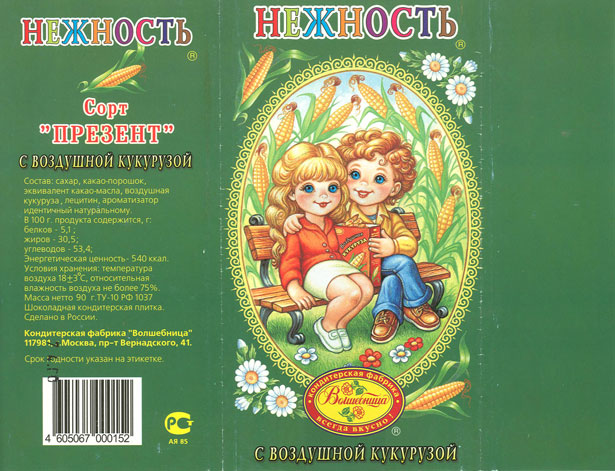 НЕЖНОСТЬ
®
Сорт
"ПРЕЗЕНТ"
С ВОЗДУШНОЙ КУКУРУЗОЙ
Состав: сахар, какао-порошок,
эквивалент какао-масла, воздушная
кукуруза , лецитин, ароматизатор
идентичный натуральному.
В 100 г. продукта содержится, г:
белков - 5,1 ;
жиров - 30,5;
углеводов - 53,4;
Энергетическая ценность- 540 ккал.
Условия хранения: температура
воздуха 18±3°С, относительная
влажность воздуха не более 75%.
Масса нетто 90 г.ТУ-10 РФ 1037
Шоколадная кондитерская плитка.
Сделано в России.
Кондитерская фабрика "Волшебница"
117981, г.Москва, пр-т Вернадского, 41.
Срок годности указан на этикетке.
4 605067 000152
РСТ
АЯ 85
НЕЖНОСТЬ
®
КУКУРУЗА
КОНДИТЕРСКАЯ ФАБРИКА
Волшебница
ВСЕГДА ВКУСНО!
®
С ВОЗДУШНОЙ КУКУРУЗОЙ